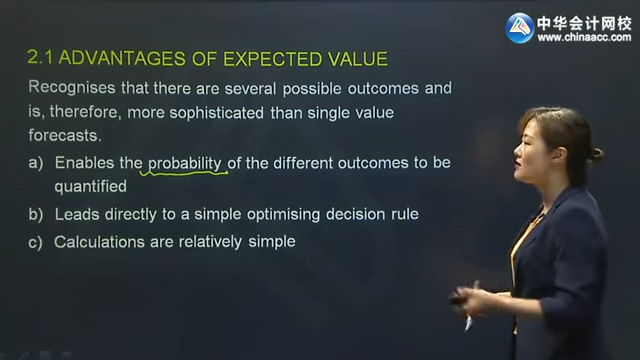 中华会计网校
www.chinaacc.com
2.1 ADVANTAGES OF EXPECTED VALUE
Recognises that there are several possible outcomes and
is, therefore, more sophisticated than single value
forecasts.
a) Enables the probability of the different outcomes to be
quantified
b) Leads directly to a simple optimising decision rule
c) Calculations are relatively simple